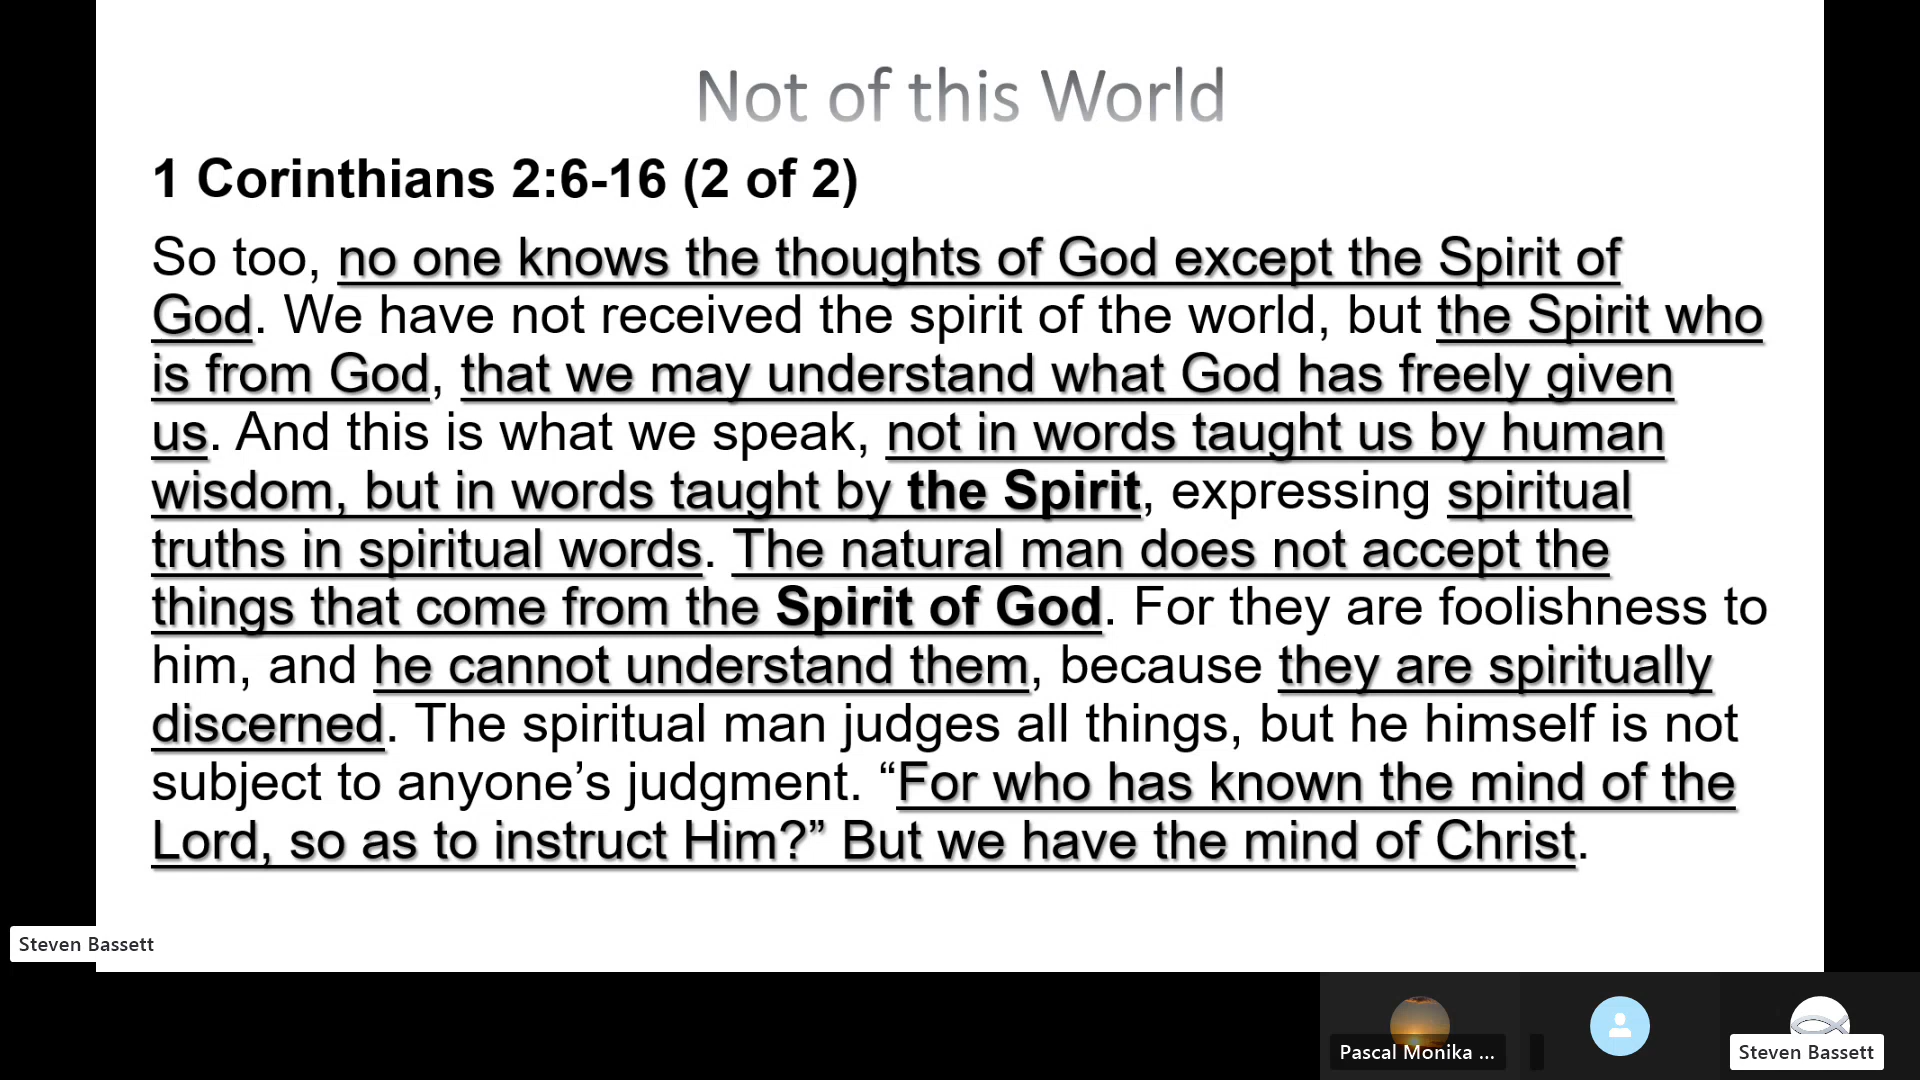 Not of this World
1 Corinthians 2:6-16 (2 of 2)
So too, no one knows the thoughts of God except the Spirit of
God. We have not received the spirit of the world, but the Spirit who
is from God, that we may understand what God has freely given
us. And this is what we speak, not in words taught us by human
wisdom, but in words taught by the Spirit, expressing spiritual
truths in spiritual words. The natural man does not accept the
things that come from the Spirit of God. For they are foolishness to
him, and he cannot understand them, because they are spiritually
discerned. The spiritual man judges all things, but he himself is not
subject to anyone’s judgment. “For who has known the mind of the
Lord, so as to instruct Him?” But we have the mind of Christ.
Steven Bassett
Pascal Monika ...
Steven Bassett